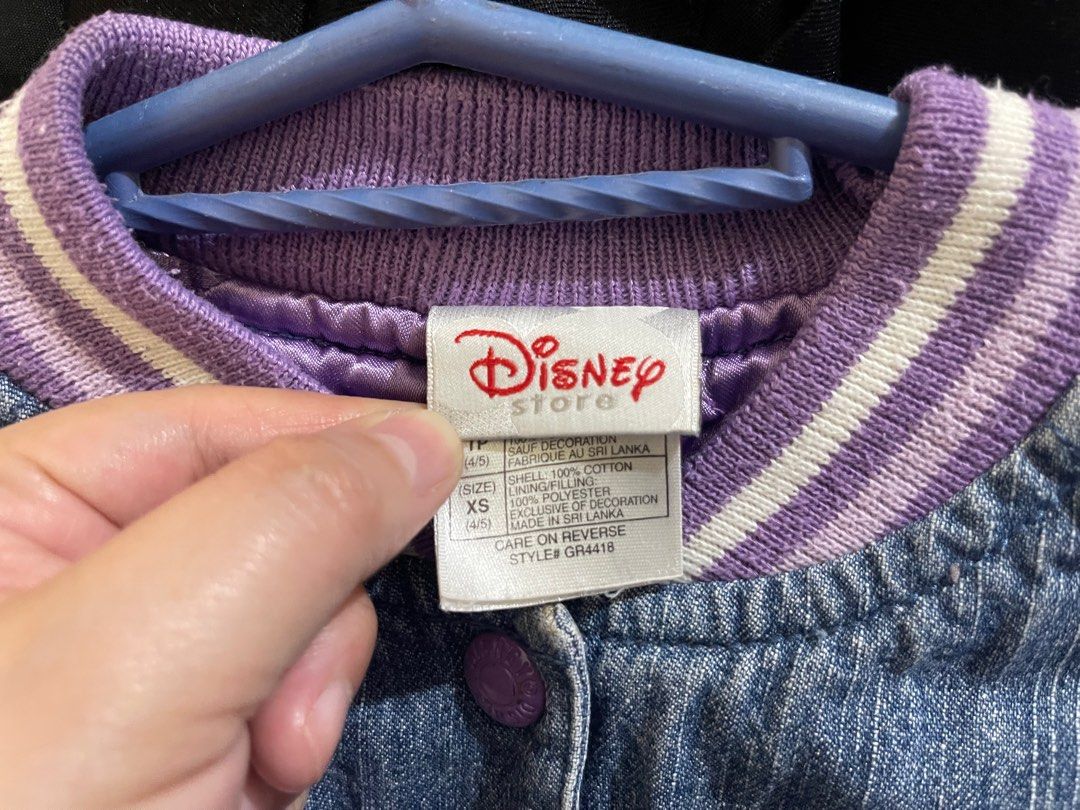 Disney
store
TP
(4/5)
SAUF DECORATION
FABRIQUE AU SRI LANKA
(SIZE)
XS
(4/5)
SHELL: 100% COTTON
LINING/FILLING:
100% POLYESTER
EXCLUSIVE OF DECORATION
MADE IN SRI LANKA
CARE ON REVERSE
STYLE# GR4418